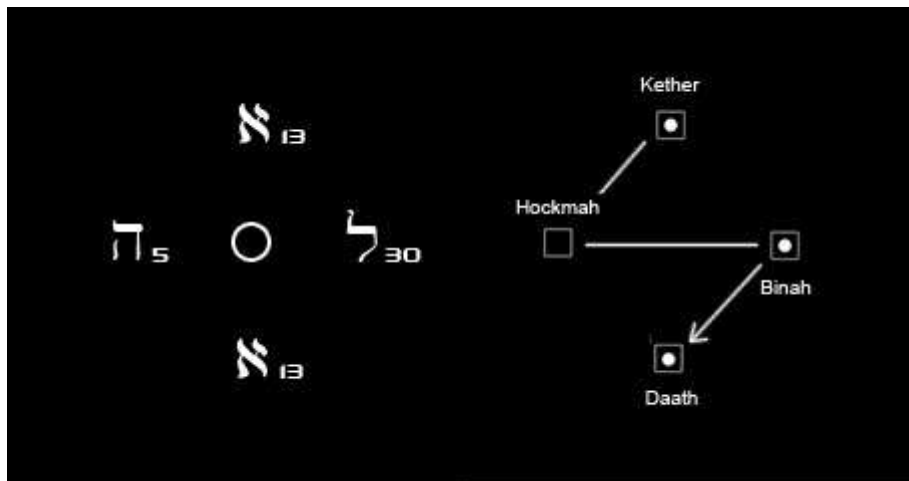 א 13
ה 5
ל 30
א 13
Kether
Hockmah
Binah
Daath